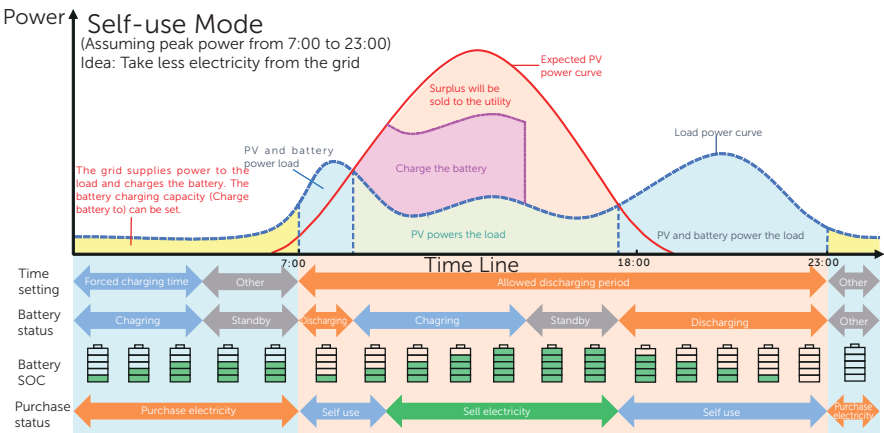 Power
Self-use Mode
(Assuming peak power from 7:00 to 23:00)
Idea: Take less electricity from the grid
Expected PV
power curve
Surplus will be
sold to the utility
Load power curve
PV and battery
power load
The grid supplies power to the
load and charges the battery. The
battery charging capacity (Charge
battery to) can be set.
Charge the battery
PV powers the load
PV and battery power the load
7:00
Time Line
18:00
23:00
Time
setting
Forced charging time
Other
Allowed discharging period
Other
Battery
status
Chagring
Standby
Discharging
Chagring
Standby
Discharging
Other
Battery
SOC
Purchase
status
Purchase electricity
Self use
Sell electricity
Self use
Purchase
electricity